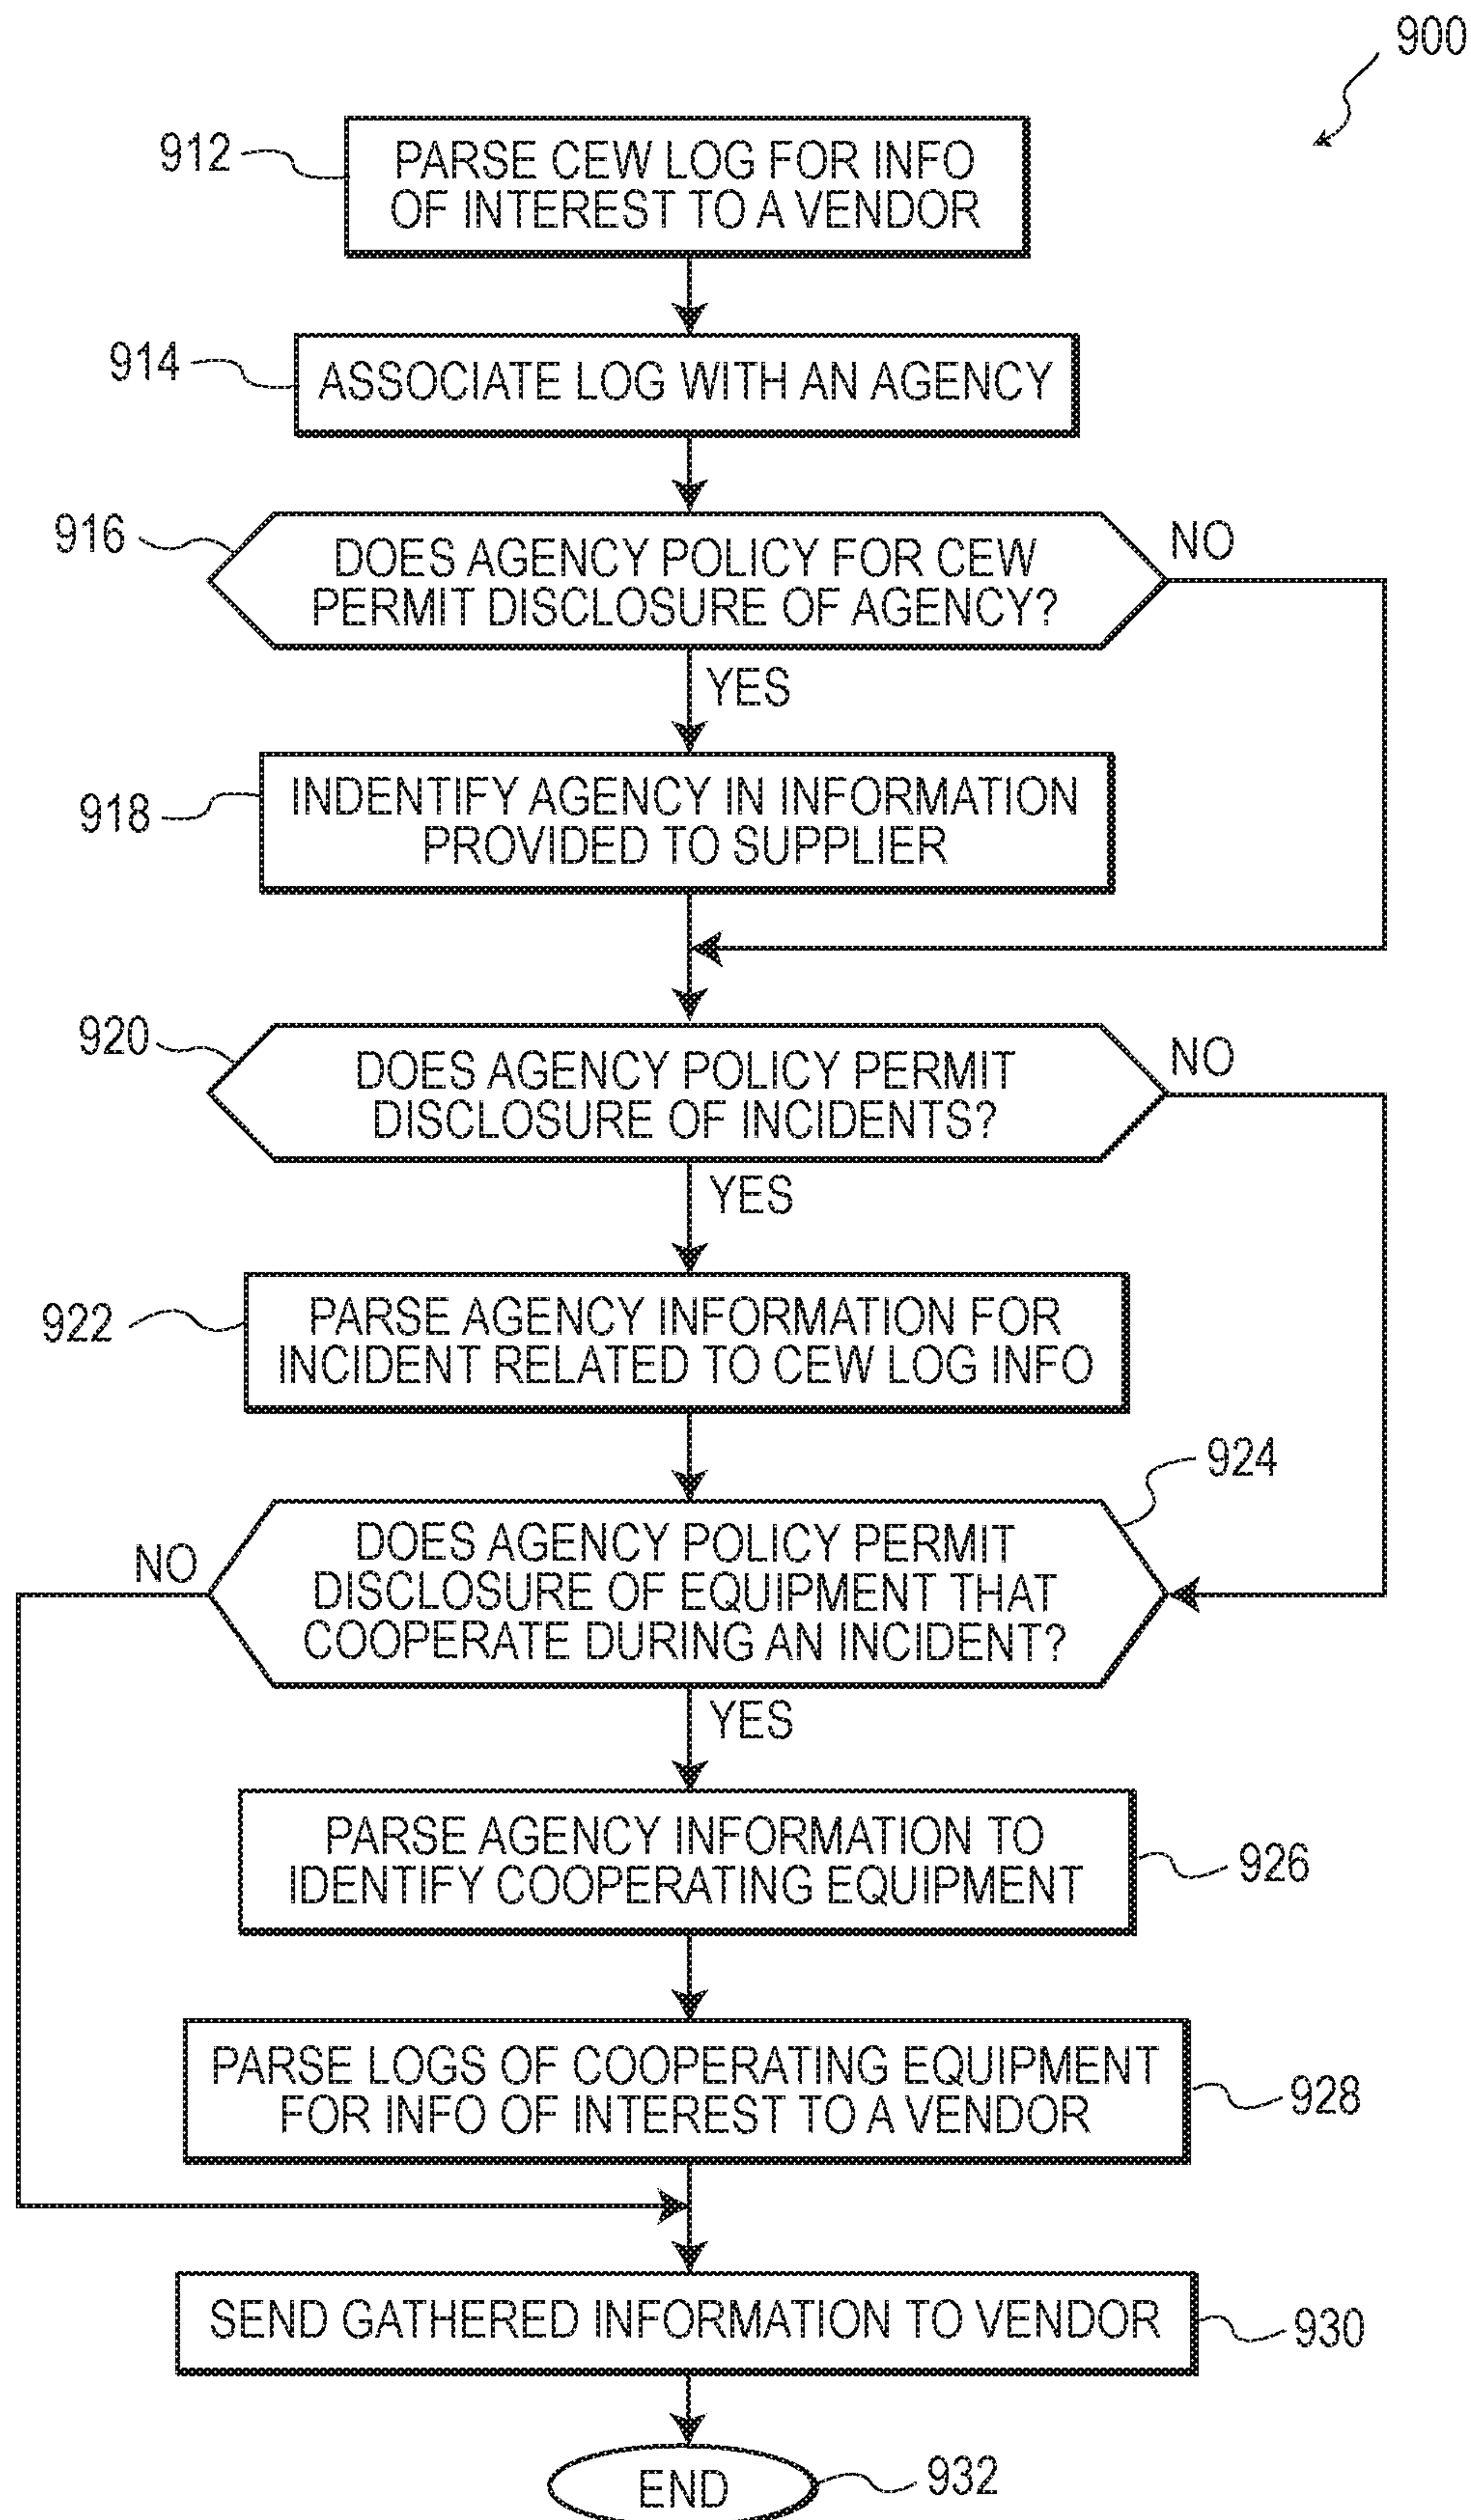 900
912
PARSE CEW LOG FOR INFO
OF INTEREST TO A VENDOR
914
ASSOCIATE LOG WITH AN AGENCY
916
DOES AGENCY POLICY FOR CEW
PERMIT DISCLOSURE OF AGENCY?
NO
YES
918
INDENTIFY AGENCY IN INFORMATION
PROVIDED TO SUPPLIER
920
DOES AGENCY POLICY PERMIT
DISCLOSURE OF INCIDENTS?
NO
YES
922
PARSE AGENCY INFORMATION FOR
INCIDENT RELATED TO CEW LOG INFO
924
NO
DOES AGENCY POLICY PERMIT
DISCLOSURE OF EQUIPMENT THAT
COOPERATE DURING AN INCIDENT?
YES
PARSE AGENCY INFORMATION TO
IDENTIFY COOPERATING EQUIPMENT
926
PARSE LOGS OF COOPERATING EQUIPMENT
FOR INFO OF INTEREST TO A VENDOR
928
SEND GATHERED INFORMATION TO VENDOR
930
END
932